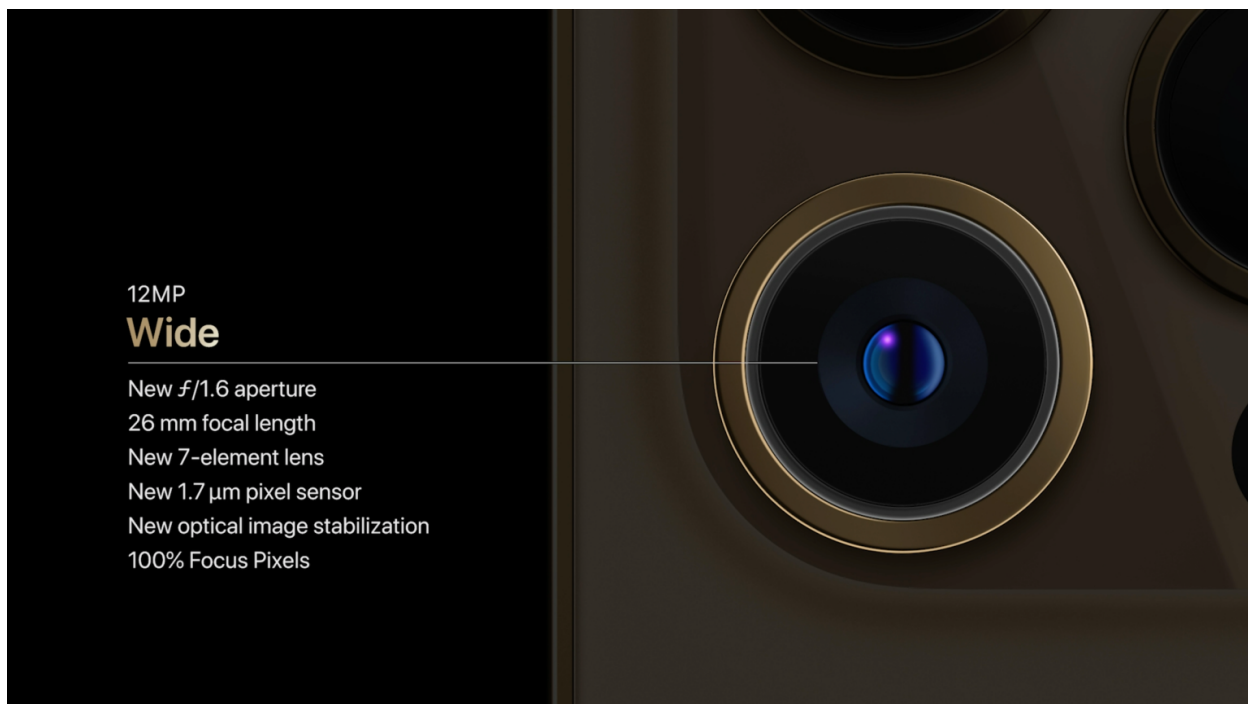 12MP
Wide
New ƒ/1.6 aperture
26 mm focal length
New 7-element lens
New 1.7 µm pixel sensor
New optical image stabilization
100% Focus Pixels